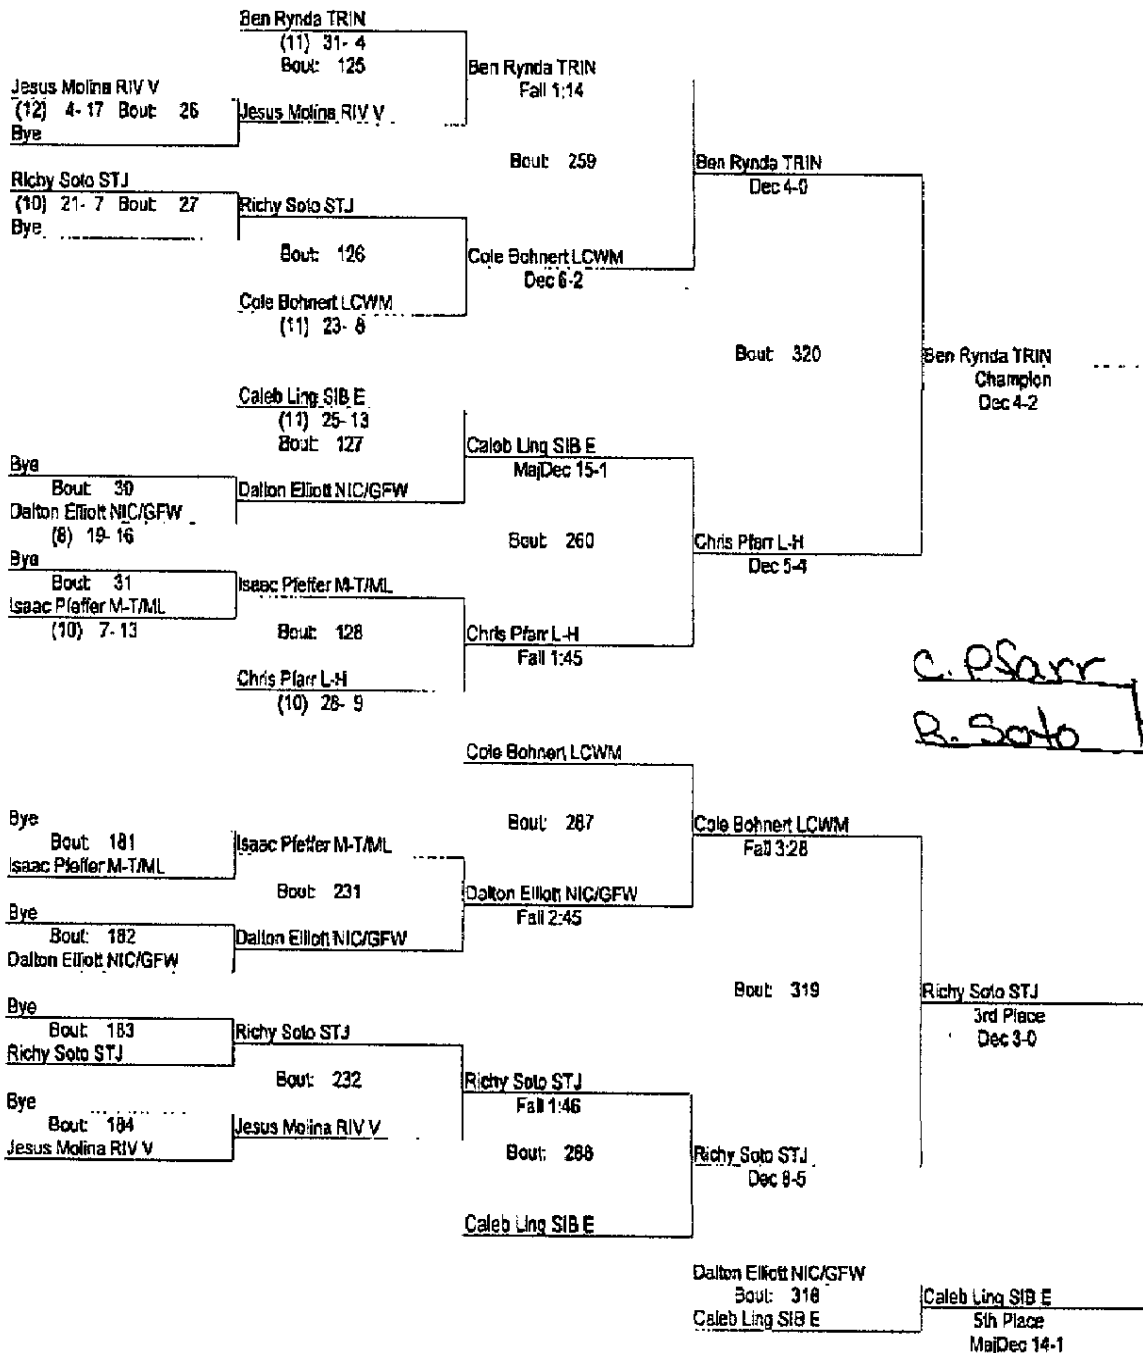 Ben Rynda TRIN
(11) 31- 4
Bout: 125
Ben Rynda TRIN
Fall 1:14
Jesus Molina RIV V
(12) 4- 17 Bout: 26
Bye
Jesus Molina RIV V
Bout: 259
Ben Rynda TRIN
Dec 4-0
Richy Soto STJ
(10) 21- 7 Bout: 27
Bye
Richy Soto STJ
Bout: 126
Cole Bohnert LCWM
Dec 6-2
Cole Bohnert LCWM
(11) 23- 8
Bout: 320
Ben Rynda TRIN
Champion
Dec 4-2
Caleb Ling SIB E
(11) 25- 13
Bout: 127
Caleb Ling SIB E
MajDec 15-1
Bye
Bout: 30
Dalton Elliott NIC/GFW
(8) 19- 16
Dalton Elliott NIC/GFW
Bout: 260
Chris Pfarr L-H
Dec 5-4
Bye
Bout: 31
Isaac Pfeffer M-T/ML
(10) 7- 13
Isaac Pfeffer M-T/ML
Bout: 128
Chris Pfarr L-H
Fall 1:45
Chris Pfarr L-H
(10) 28- 9
C. Pfarr
R. Soto
Cole Bohnert LCWM
Bout: 287
Cole Bohnert LCWM
Fall 3:28
Bye
Bout: 181
Isaac Pfeffer M-T/ML
Isaac Pfeffer M-T/ML
Bout: 231
Dalton Elliott NIC/GFW
Fall 2:45
Bye
Bout: 182
Dalton Elliott NIC/GFW
Dalton Elliott NIC/GFW
Bout: 319
Richy Soto STJ
3rd Place
Dec 3-0
Bye
Bout: 183
Richy Soto STJ
Richy Soto STJ
Bout: 232
Richy Soto STJ
Fall 1:46
Bye
Bout: 184
Jesus Molina RIV V
Jesus Molina RIV V
Bout: 288
Richy Soto STJ
Dec 8-5
Caleb Ling SIB E
Dalton Elliott NIC/GFW
Bout: 318
Caleb Ling SIB E
Caleb Ling SIB E
5th Place
MajDec 14-1